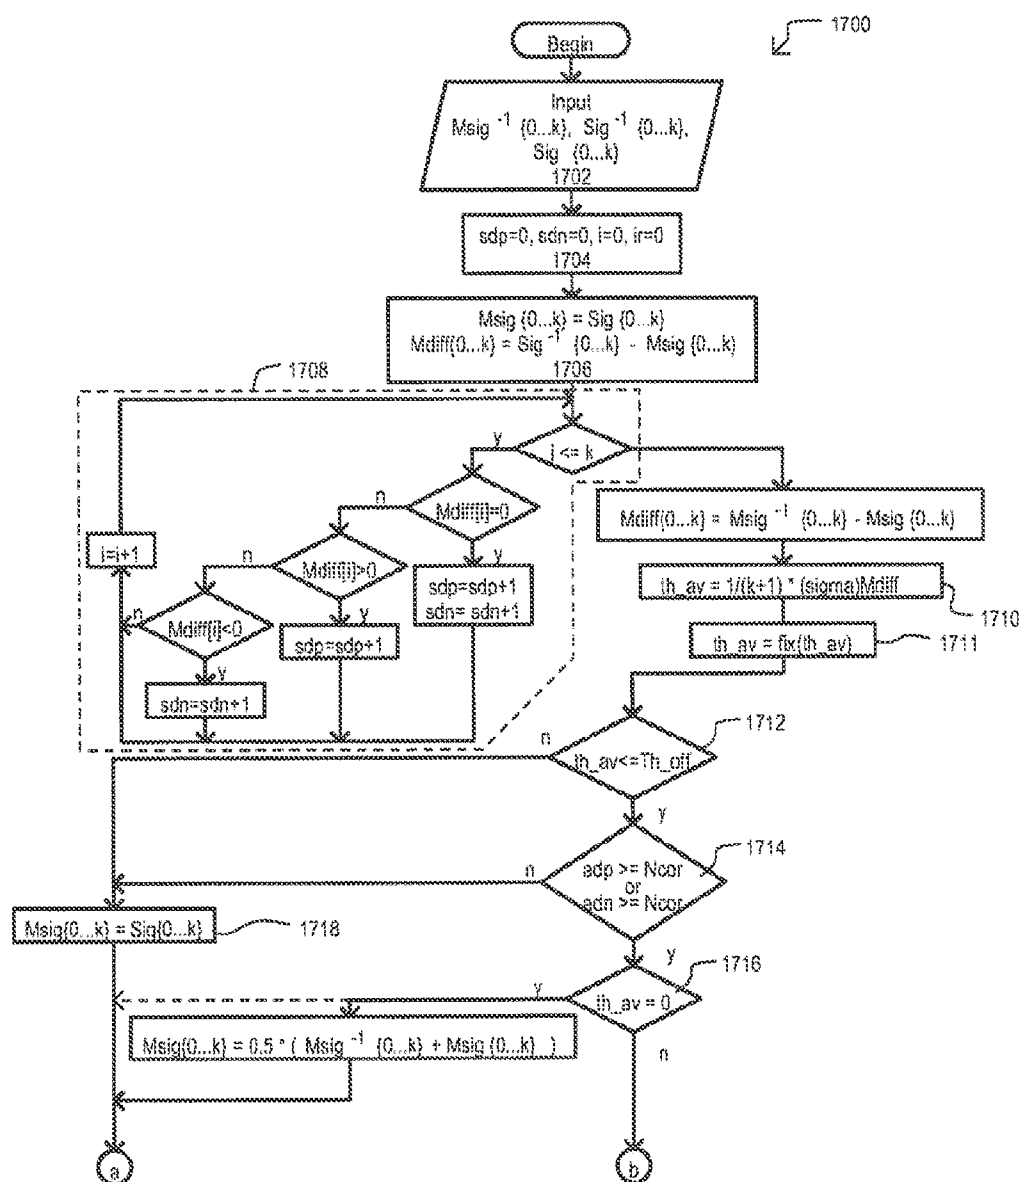 1700
Begin
Input
Msig -1 {0...k}, Sig -1 {0...k},
Sig {0...k}
1702
sdp=0, sdn=0, i=0, ir=0
1704
Msig {0...k} = Sig {0...k}
Mdiff{0...k} = Sig -1 {0...k} - Msig {0...k}
1706
1708
i <= k
y
Mdiff[i]=0
n
Mdiff{0...k} = Msig -1 {0...k} - Msig {0...k}
i=i+1
n
Mdiff[i]>0
y
sdp=sdp+1
sdn= sdn+1
th_av = 1/(k+1) * (sigma)Mdiff
1710
n
Mdiff[i]<0
y
sdp=sdp+1
th_av = fix(th_av)
1711
y
sdn=sdn+1
1712
n
th_av<=Th_off
y
1714
n
adp >= Ncor
or
adn >= Ncor
Msig{0...k} = Sig{0...k}
1718
y
1716
y
th_av = 0
Msig{0...k} = 0.5 * ( Msig -1 {0...k} + Msig {0...k} )
n
a
b